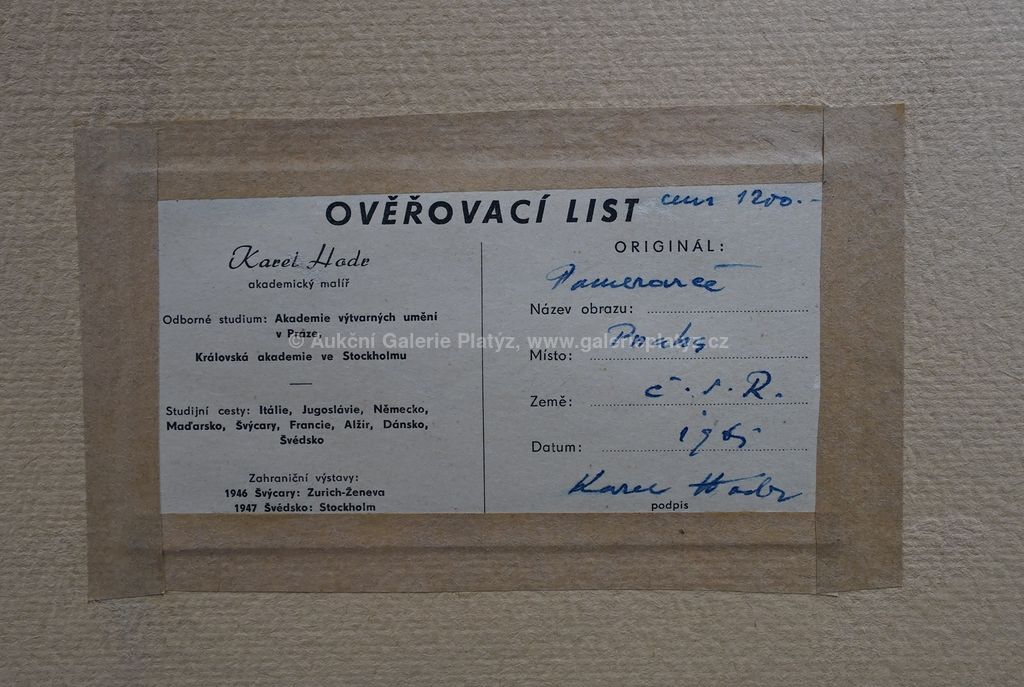 OVĚŘOVACÍ LIST
cena 1200.-
Karel Hodr
akademický malíř
Odborné studium: Akademie výtvarných umění
v Praze,
Královská akademie ve Stockholmu
Studijní cesty: Itálie, Jugoslávie, Německo,
Maďarsko, Švýcary, Francie, Alžír, Dánsko,
Švédsko
Zahraniční výstavy:
1946 Švýcary: Zurich-Ženeva
1947 Švédsko: Stockholm
ORIGINÁL:
Pomeranče
Název obrazu:
Místo: Praha
Země: Č.S.R.
Datum: 1965
Karel Hodr
podpis
© Aukční Galerie Platýz, www.galerieplatyz.cz